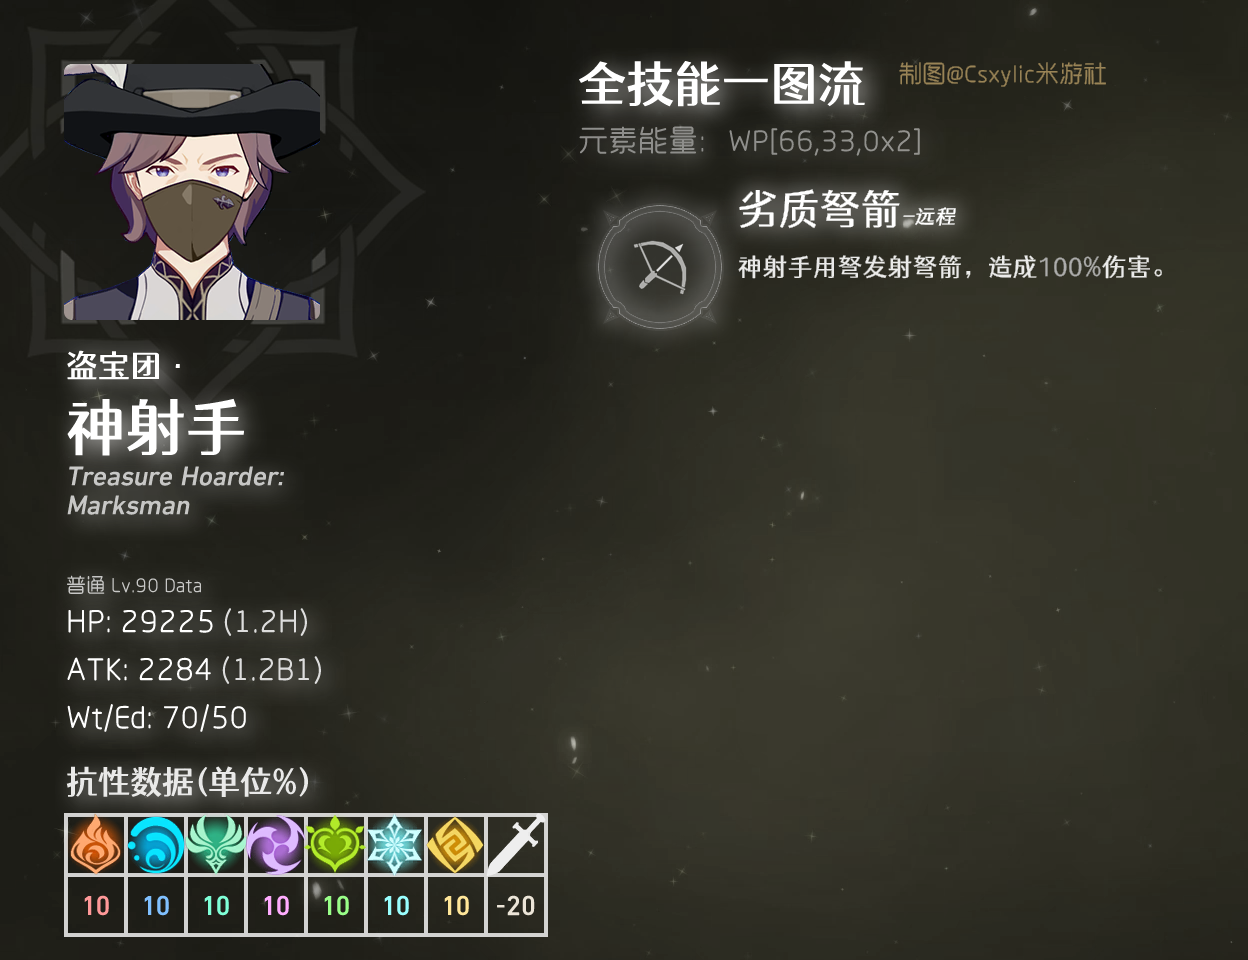 全技能一图流
制图@Csxylic米游社
元素能量: WP[66,33,0x2]
劣质弩箭-远程
神射手用弩发射弩箭，造成100%伤害。
盗宝团·
神射手
Treasure Hoarder:
Marksman
普通 Lv.90 Data
HP: 29225 (1.2H)
ATK: 2284 (1.2B1)
Wt/Ed: 70/50
抗性数据(单位%)
10 10 10 10 10 10 10 -20